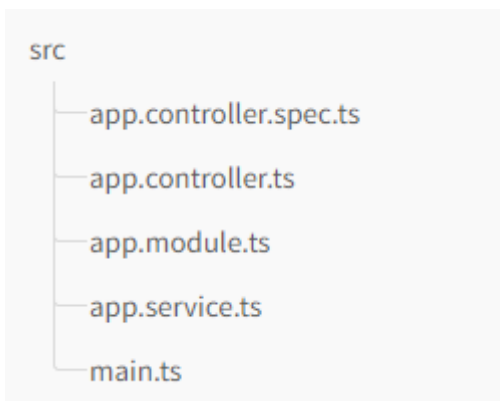 src
app.controller.spec.ts
app.controller.ts
app.module.ts
app.service.ts
main.ts